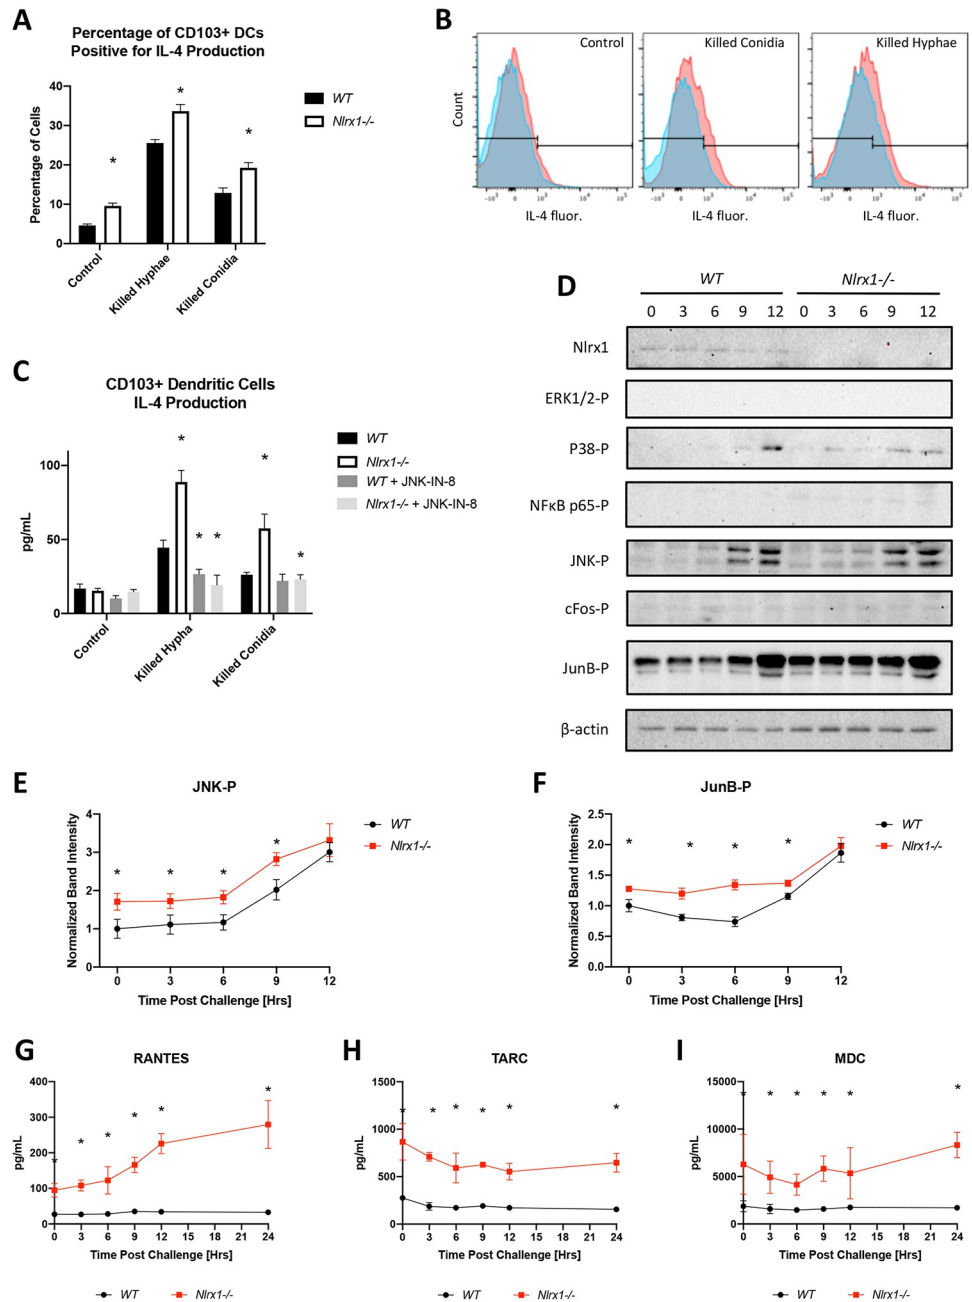 A
Percentage of CD103+ DCs
Positive for IL-4 Production
Percentage of Cells
40
30
20
10
0
Control
Killed Hyphae
Killed Conidia
*
*
*
WT
Nlrx1-/-
B
Count
Control
Killed Conidia
Killed Hyphae
IL-4 fluor.
IL-4 fluor.
IL-4 fluor.
C
CD103+ Dendritic Cells
IL-4 Production
pg/mL
100
50
0
Control
Killed Hypha
Killed Conidia
*
*
* *
*
WT
Nlrx1-/-
WT + JNK-IN-8
Nlrx1-/- + JNK-IN-8
D
WT Nlrx1-/-
0 3 6 9 12 0 3 6 9 12
Nlrx1
ERK1/2-P
P38-P
NFκB p65-P
JNK-P
cFos-P
JunB-P
β-actin
E
JNK-P
Normalized Band Intensity
4
3
2
1
0
* * * *
0 3 6 9 12
Time Post Challenge [Hrs]
WT
Nlrx1-/-
F
JunB-P
Normalized Band Intensity
2.5
2.0
1.5
1.0
0.5
0.0
* * * *
0 3 6 9 12
Time Post Challenge [Hrs]
WT
Nlrx1-/-
G
RANTES
pg/mL
400
300
200
100
0
* * * * * *
0 3 6 9 12 15 18 21 24
Time Post Challenge [Hrs]
WT Nlrx1-/-
H
TARC
pg/mL
1500
1000
500
0
* * * * * *
0 3 6 9 12 15 18 21 24
Time Post Challenge [Hrs]
WT Nlrx1-/-
I
MDC
pg/mL
15000
10000
5000
0
* * * * * *
0 3 6 9 12 15 18 21 24
Time Post Challenge [Hrs]
WT Nlrx1-/-